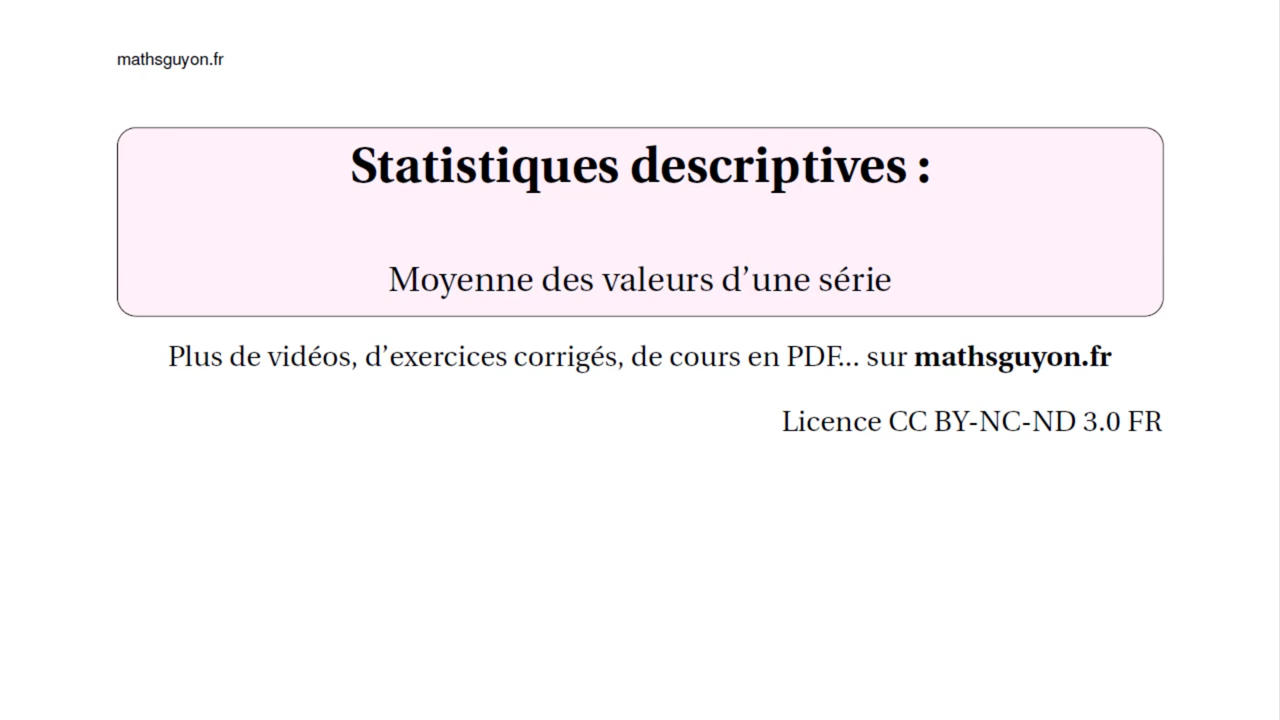 mathsguyon.fr
Statistiques descriptives :
Moyenne des valeurs d’une série
Plus de vidéos, d’exercices corrigés, de cours en PDF... sur mathsguyon.fr
Licence CC BY-NC-ND 3.0 FR